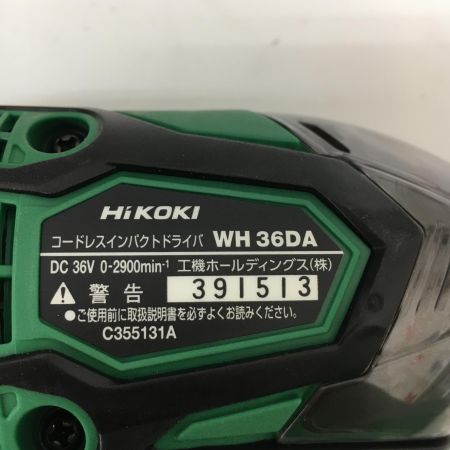 HiKOKI
コードレスインパクトドライバ WH 36DA
DC 36V 0-2900min⁻¹ 工機ホールディングス(株)
警告 391513
●ご使用前に取扱説明書を必ずよくお読みください。
C355131A